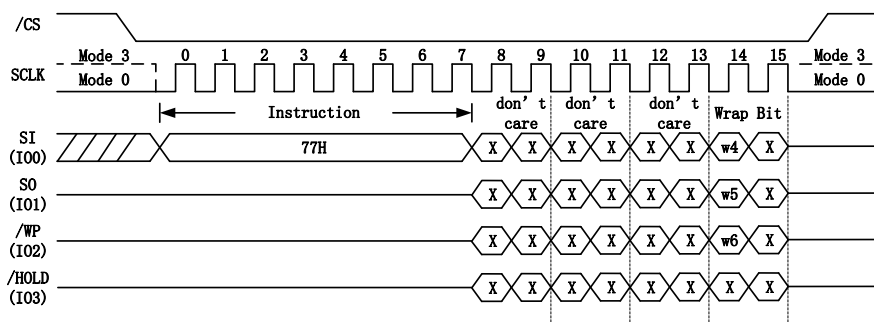 /CS
Mode 3 0 1 2 3 4 5 6 7 8 9 10 11 12 13 14 15 Mode 3
SCLK
Mode 0 Mode 0
Instruction
don't care
don't care
don't care
Wrap Bit
SI
(IO0)
77H X X X X X X w4 X
SO
(IO1)
X X X X X X w5 X
/WP
(IO2)
X X X X X X w6 X
/HOLD
(IO3)
X X X X X X X X